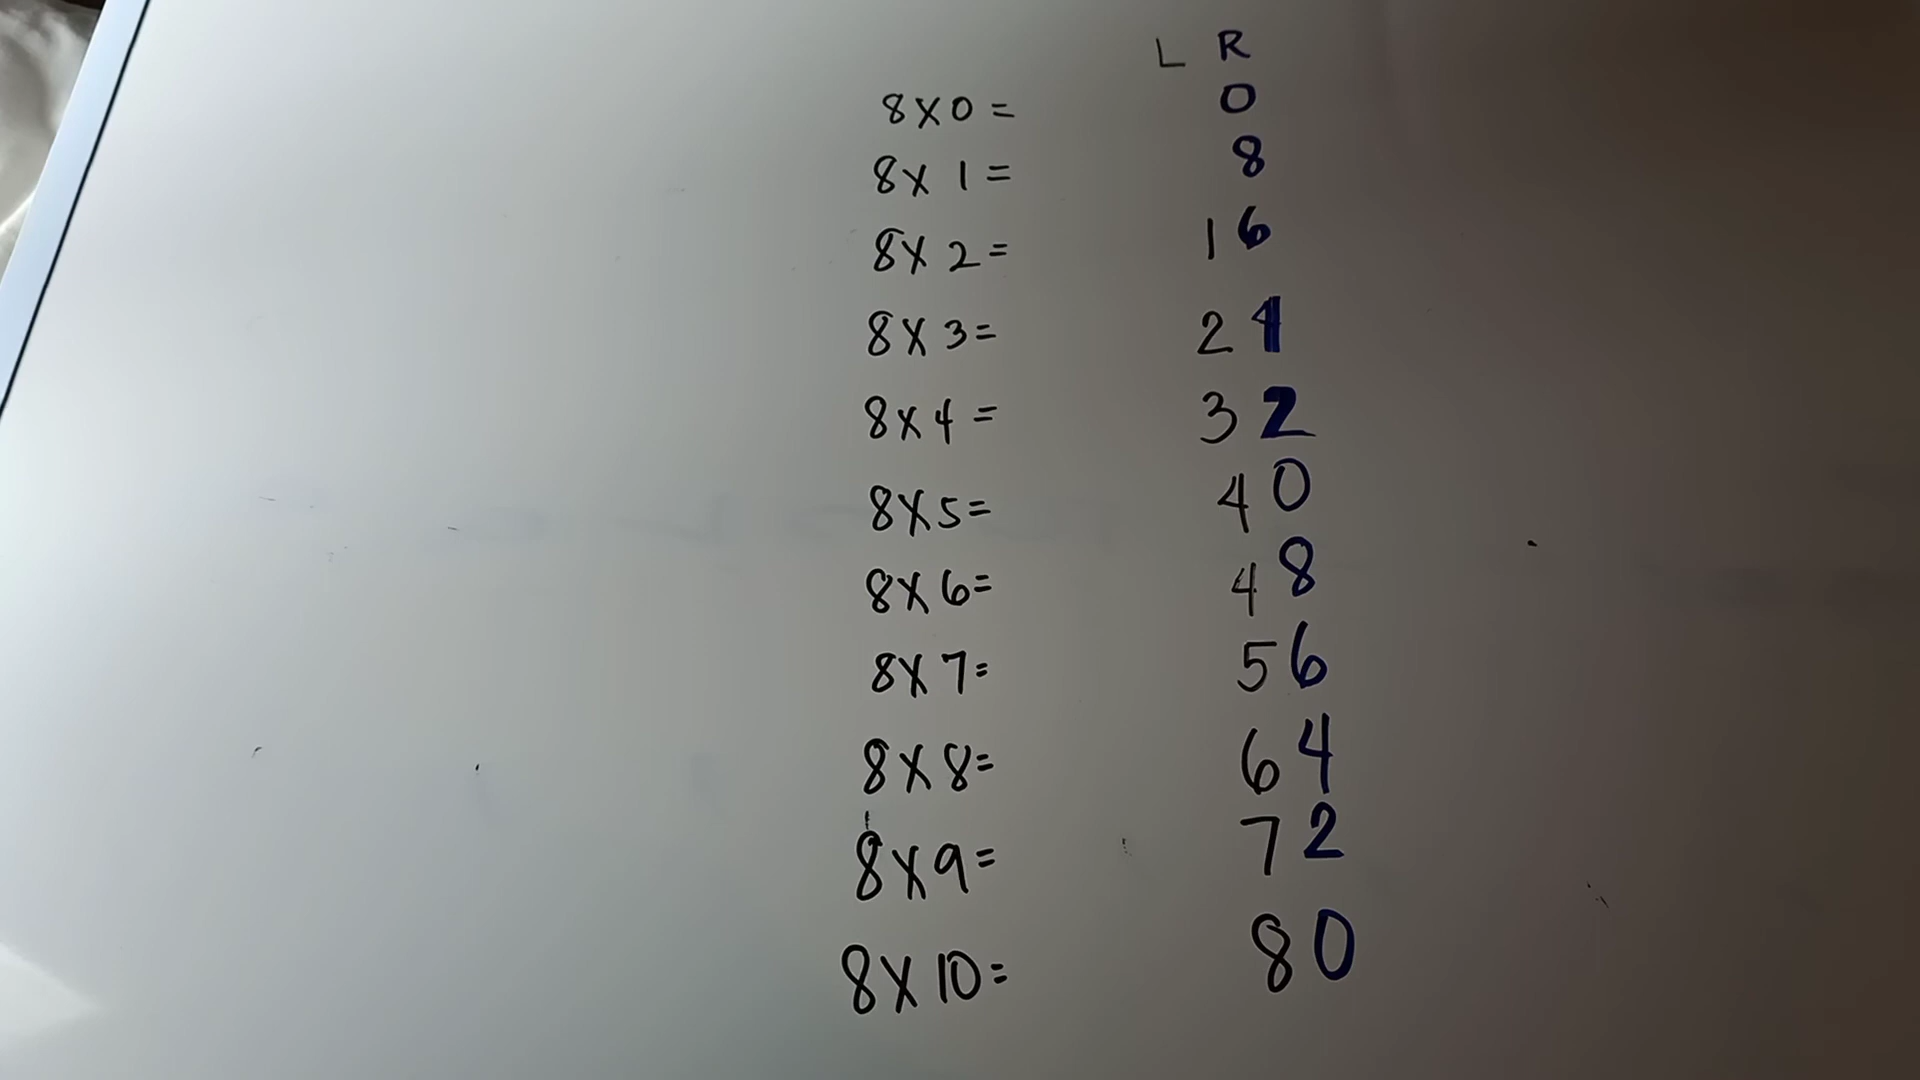 L R
8x0= 0
8x1= 8
8x2= 16
8x3= 24
8x4= 32
8x5= 40
8x6= 48
8x7= 56
8x8= 64
8x9= 72
8x10= 80